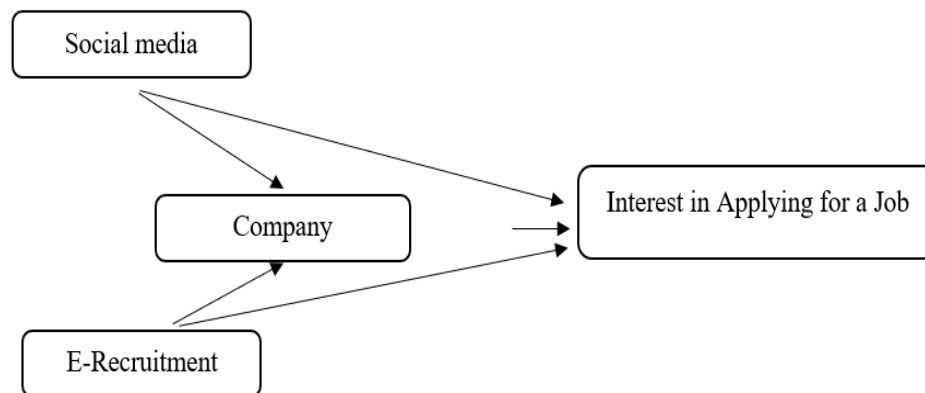 Social media
Company
Interest in Applying for a Job
E-Recruitment